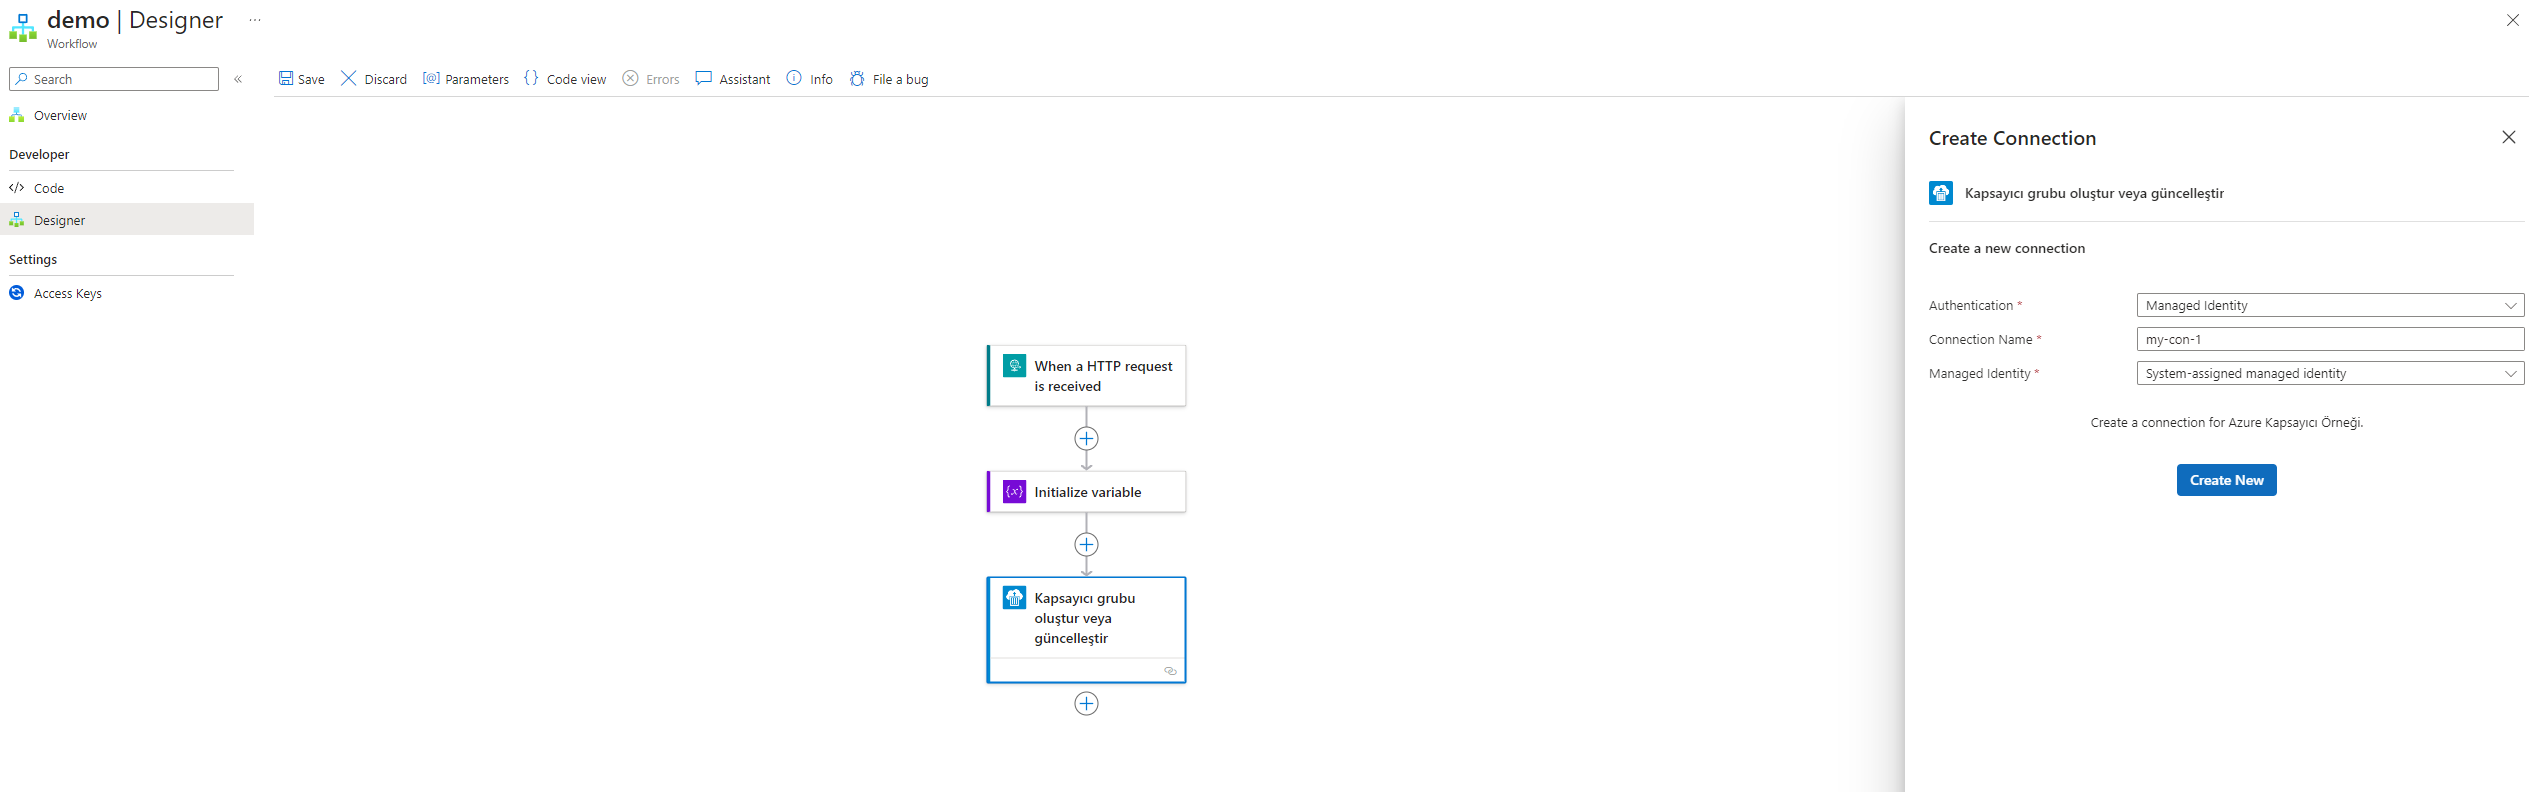 demo | Designer ...
Workflow
Search «
Overview
Developer
Code
Designer
Settings
Access Keys
Save Discard Parameters Code view Errors Assistant Info File a bug
When a HTTP request
is received
{x} Initialize variable
Kapsayıcı grubu
oluştur veya
güncelleştir
Create Connection
Kapsayıcı grubu oluştur veya güncelleştir
Create a new connection
Authentication * Managed Identity
Connection Name * my-con-1
Managed Identity * System-assigned managed identity
Create a connection for Azure Kapsayıcı Örneği.
Create New